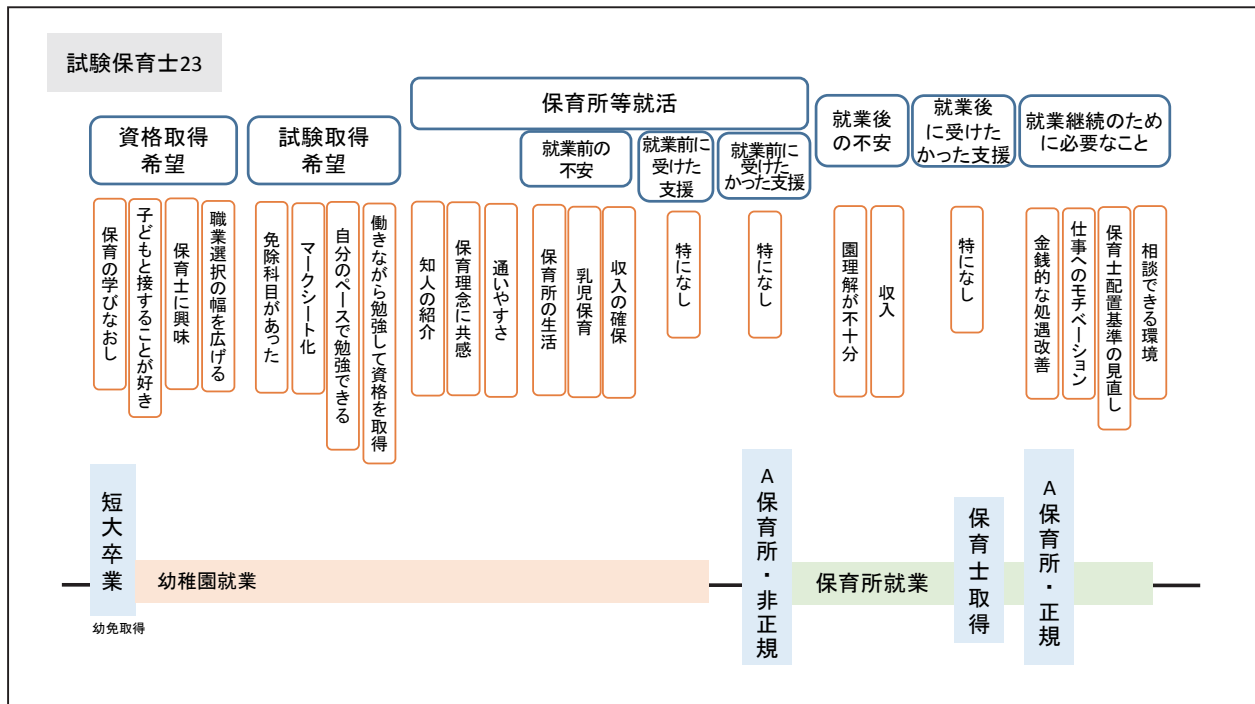 試験保育士23
資格取得
希望
試験取得
希望
保育所等就活
就業前の
不安
就業前に
受けた
支援
就業前に
受けた
かった支援
就業後
の不安
就業後
に受けた
かった支援
就業継続のため
に必要なこと
保育の学びなおし
子どもと接することが好き
保育士に興味
職業選択の幅を広げる
免除科目があった
マークシート化
自分のペースで勉強できる
働きながら勉強して資格を取得
知人の紹介
保育理念に共感
通いやすさ
保育所の生活
乳児保育
収入の確保
特になし
特になし
園理解が不十分
収入
特になし
金銭的な処遇改善
仕事へのモチベーション
保育士配置基準の見直し
相談できる環境
短大卒業
幼免取得
幼稚園就業
A保育所・非正規
保育所就業
保育士取得
A保育所・正規